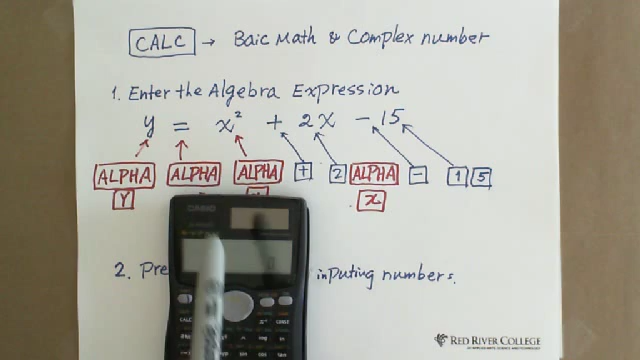 CALC → Baic Math & Complex number
1. Enter the Algebra Expression
y = x² + 2x - 15
ALPHA ALPHA ALPHA + 2 ALPHA - 1 5
Y x
CASIO
2. Pre inputing numbers.
CALC
RED RIVER COLLEGE